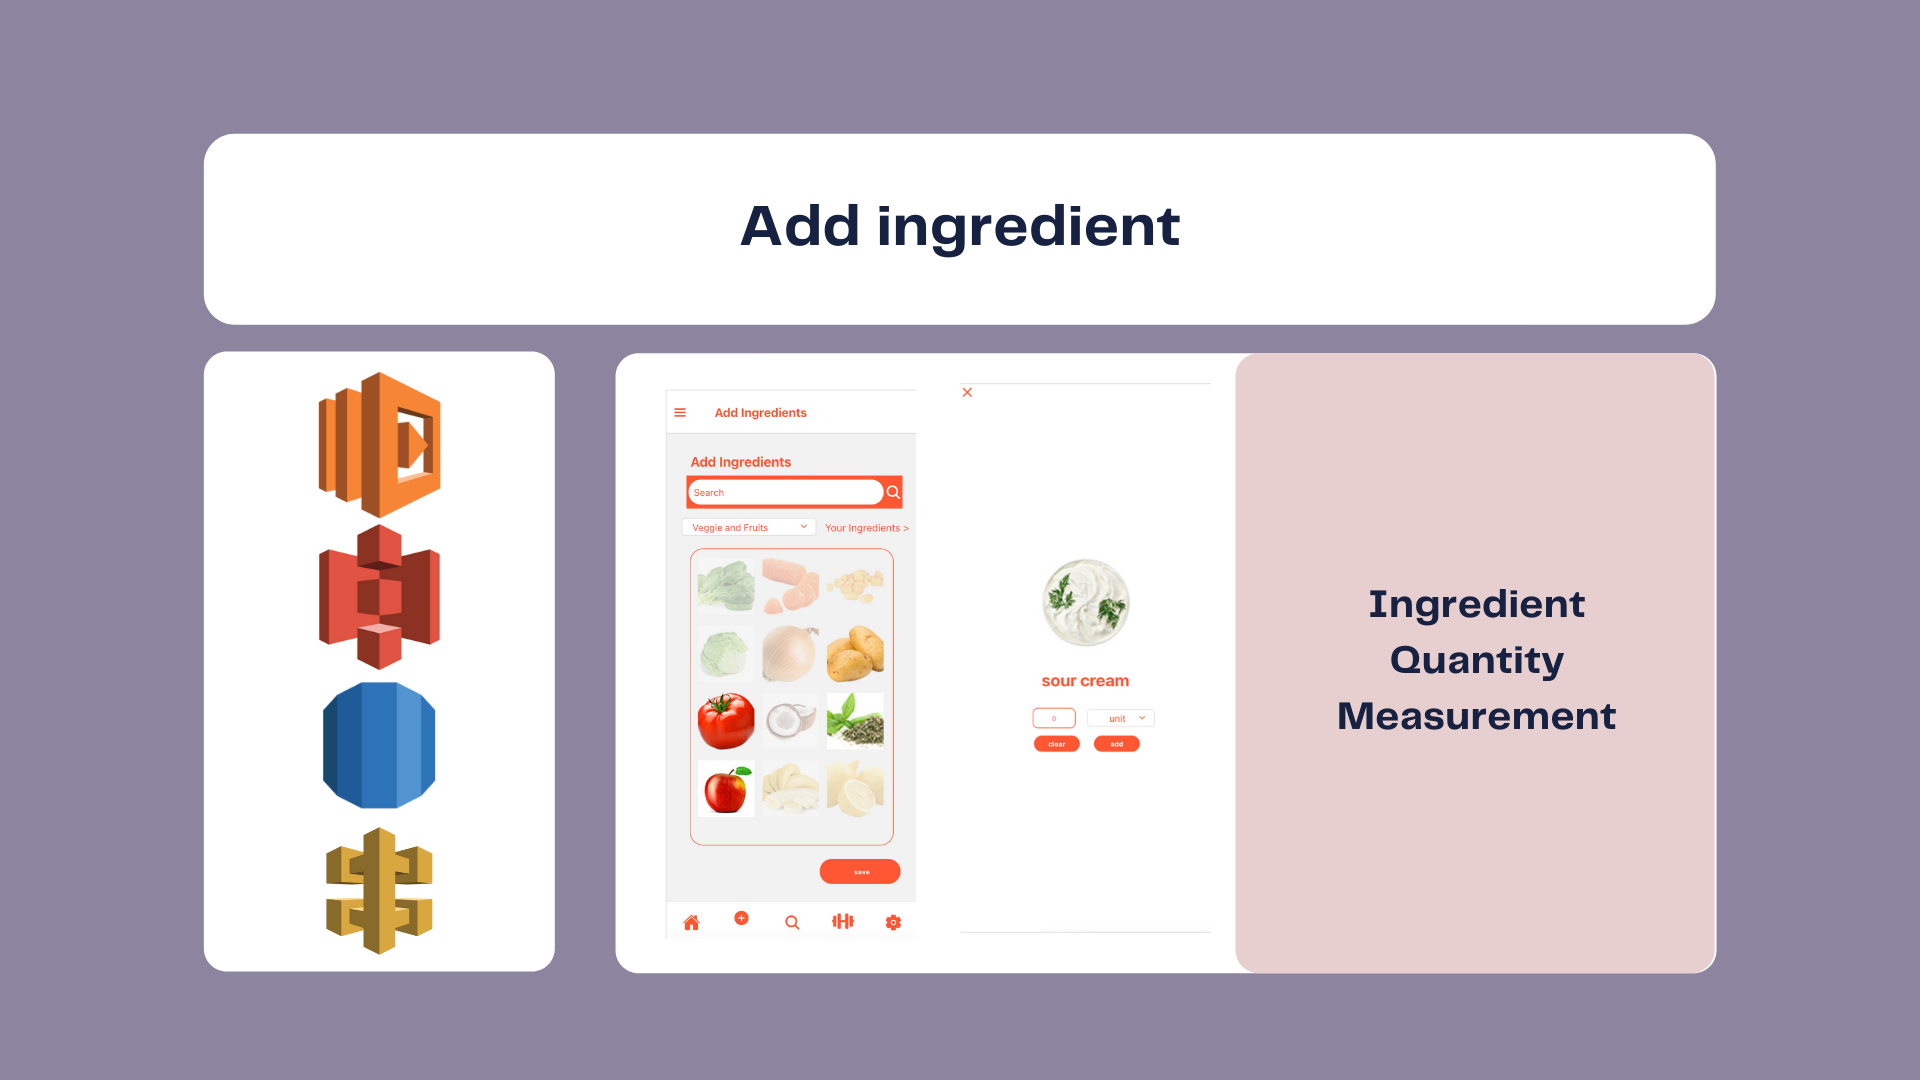 Add ingredient
Add Ingredients
Add Ingredients
Search
Veggie and Fruits
Your Ingredients >
save
sour cream
0
unit
clear
add
Ingredient
Quantity
Measurement